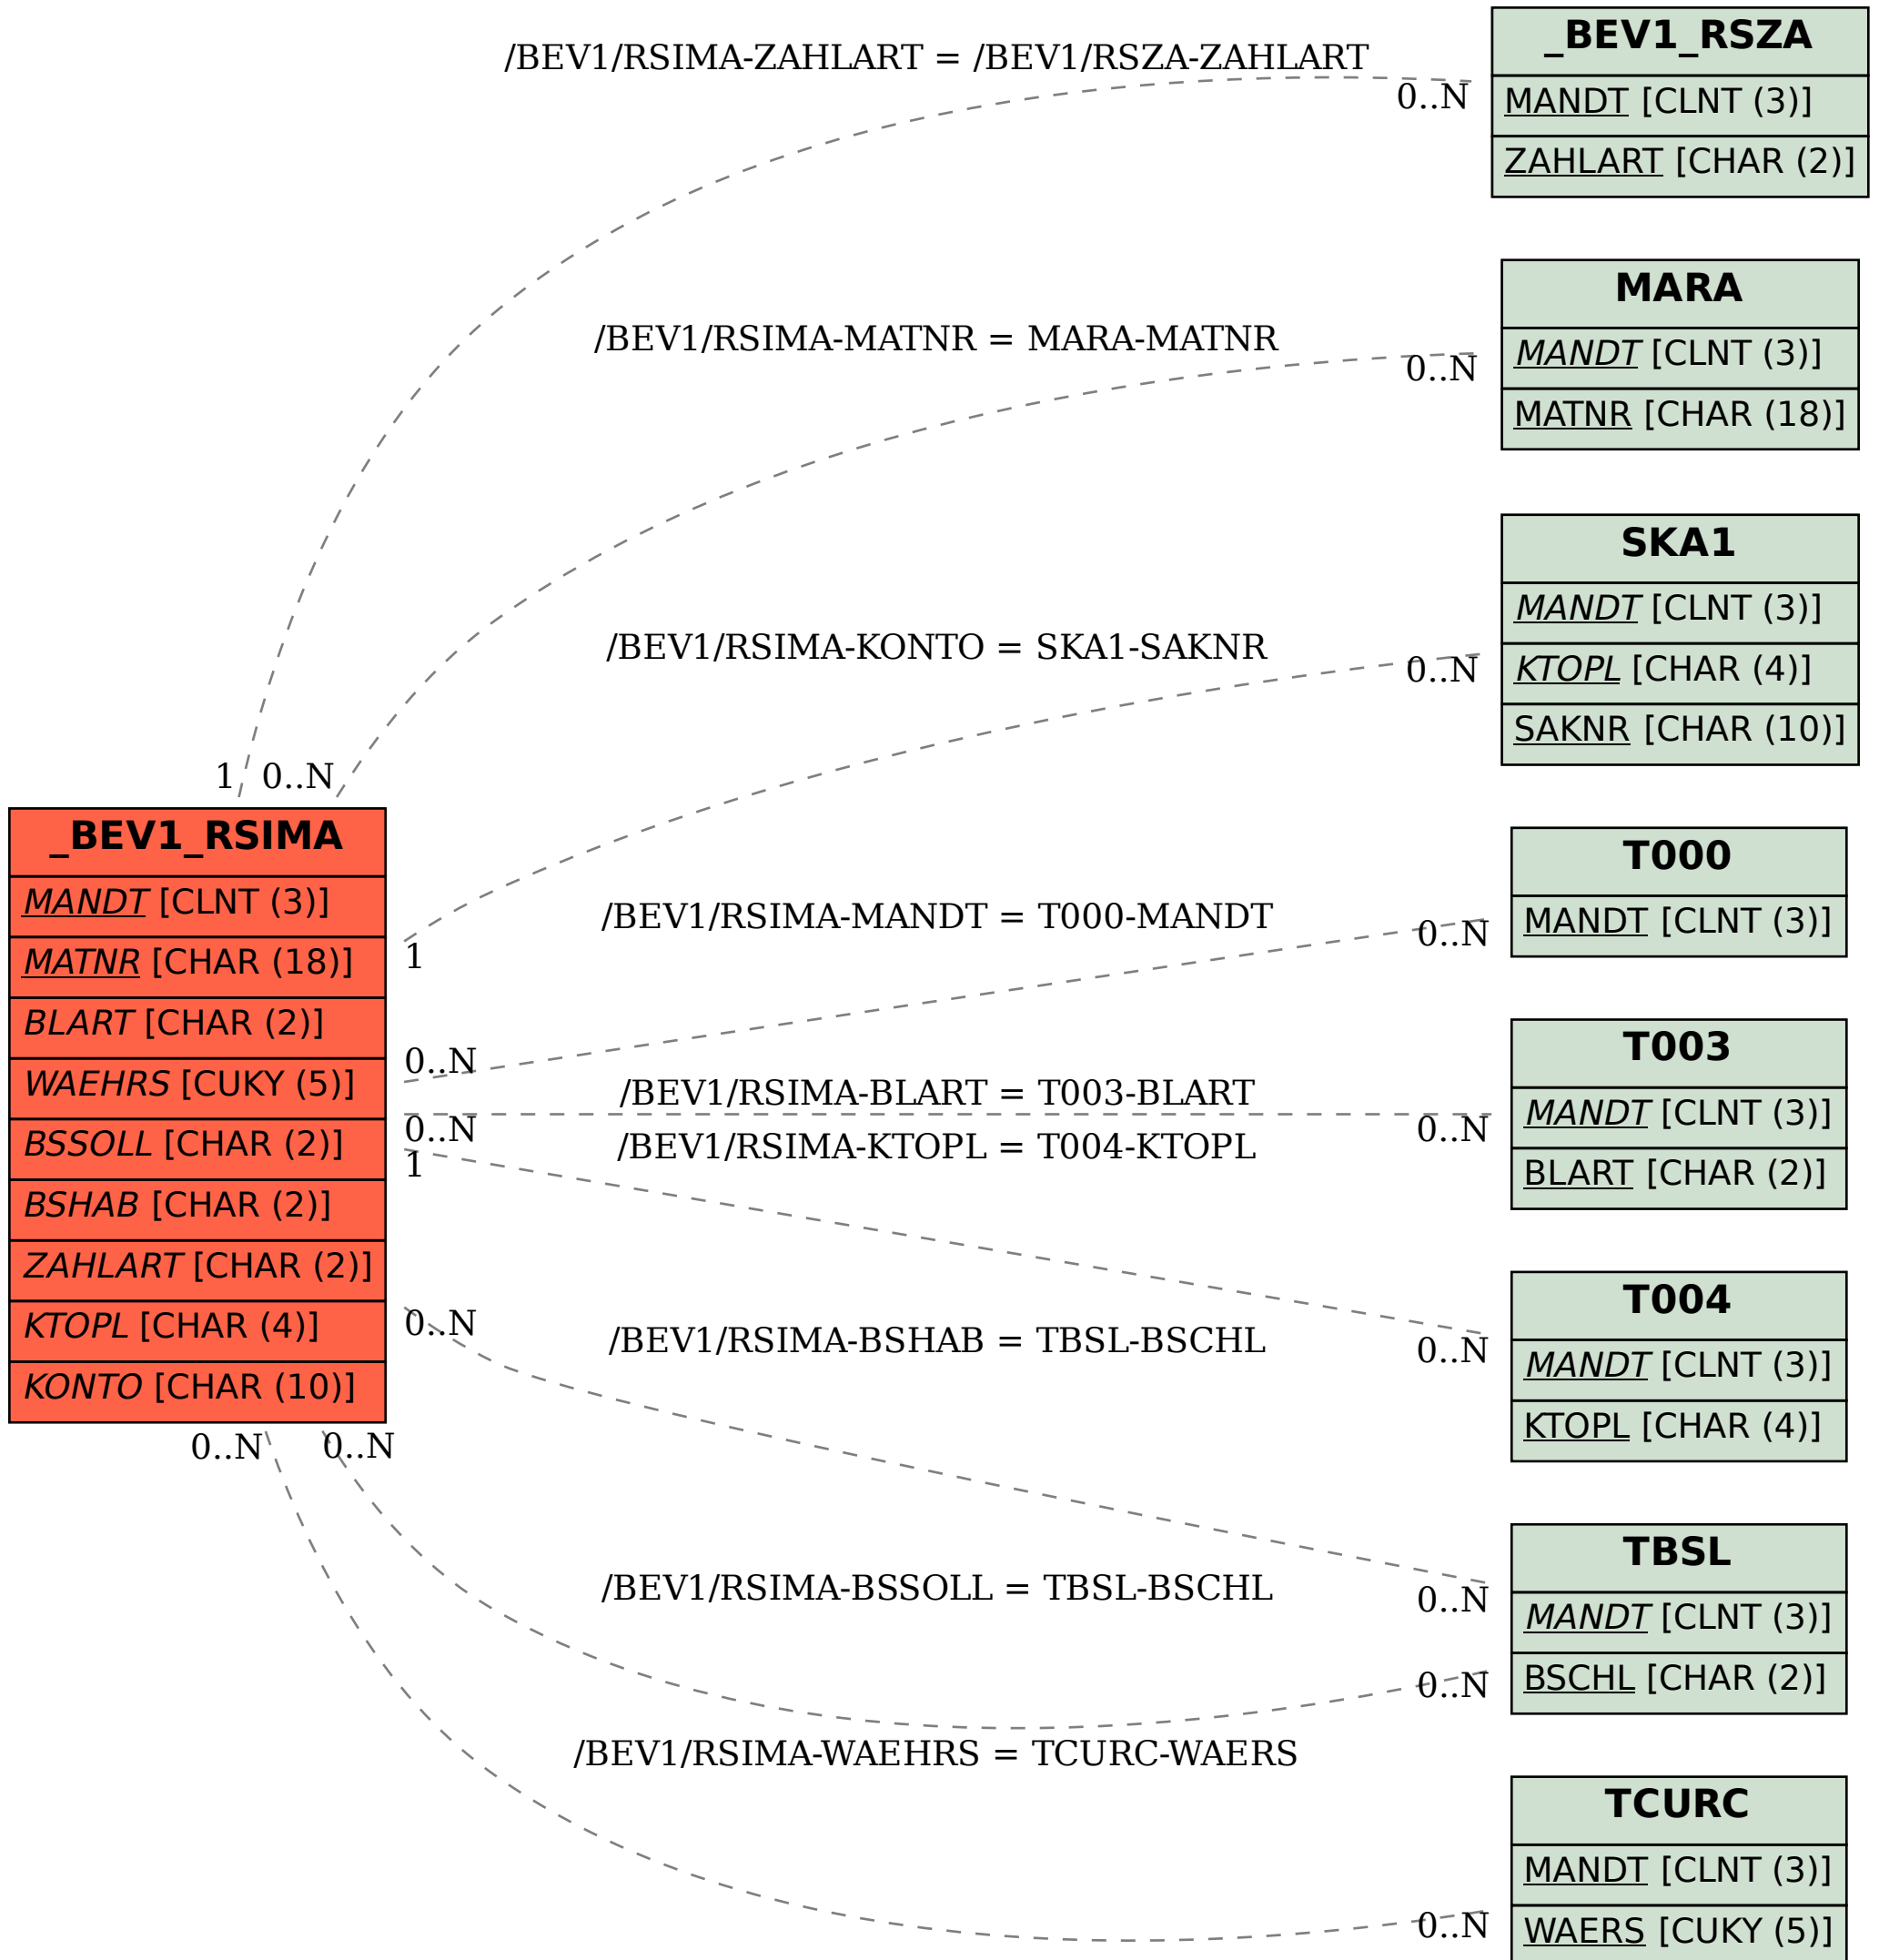 /BEV1/RSIMA-ZAHLART = /BEV1/RSZA-ZAHLART
1
0..N
_BEV1_RSZA
MANDT [CLNT (3)]
ZAHLART [CHAR (2)]
/BEV1/RSIMA-MATNR = MARA-MATNR
0..N
0..N
MARA
MANDT [CLNT (3)]
MATNR [CHAR (18)]
/BEV1/RSIMA-KONTO = SKA1-SAKNR
1
0..N
SKA1
MANDT [CLNT (3)]
KTOPL [CHAR (4)]
SAKNR [CHAR (10)]
_BEV1_RSIMA
MANDT [CLNT (3)]
MATNR [CHAR (18)]
BLART [CHAR (2)]
WAEHRS [CUKY (5)]
BSSOLL [CHAR (2)]
BSHAB [CHAR (2)]
ZAHLART [CHAR (2)]
KTOPL [CHAR (4)]
KONTO [CHAR (10)]
/BEV1/RSIMA-MANDT = T000-MANDT
0..N
0..N
T000
MANDT [CLNT (3)]
/BEV1/RSIMA-BLART = T003-BLART
0..N
0..N
T003
MANDT [CLNT (3)]
BLART [CHAR (2)]
/BEV1/RSIMA-KTOPL = T004-KTOPL
1
0..N
T004
MANDT [CLNT (3)]
KTOPL [CHAR (4)]
/BEV1/RSIMA-BSHAB = TBSL-BSCHL
0..N
0..N
/BEV1/RSIMA-BSSOLL = TBSL-BSCHL
0..N
0..N
TBSL
MANDT [CLNT (3)]
BSCHL [CHAR (2)]
/BEV1/RSIMA-WAEHRS = TCURC-WAERS
0..N
0..N
TCURC
MANDT [CLNT (3)]
WAERS [CUKY (5)]